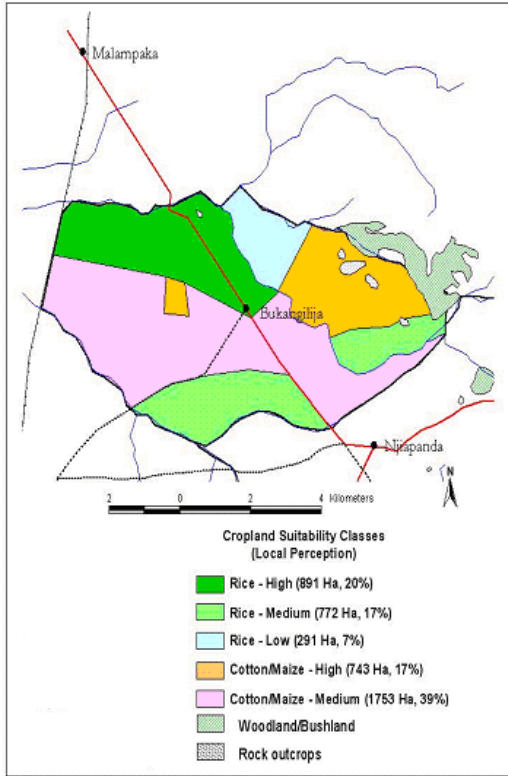 Malampaka
Bukangilija
Njiapanda
N
2 0 2 4 Kilometers
Cropland Suitability Classes
(Local Perception)
Rice - High (891 Ha, 20%)
Rice - Medium (772 Ha, 17%)
Rice - Low (291 Ha, 7%)
Cotton/Maize - High (743 Ha, 17%)
Cotton/Maize - Medium (1753 Ha, 39%)
Woodland/Bushland
Rock outcrops